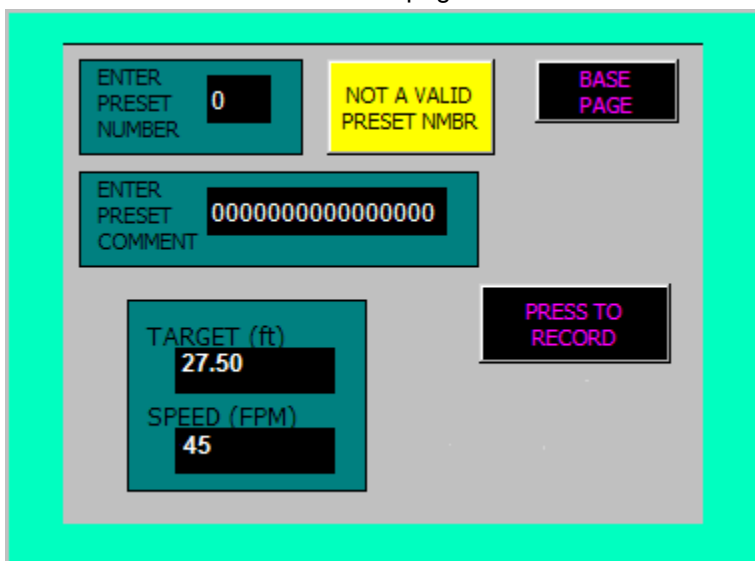 ENTER
PRESET
NUMBER
0
NOT A VALID
PRESET NMBR
BASE
PAGE
ENTER
PRESET
COMMENT
0000000000000000
PRESS TO
RECORD
TARGET (ft)
27.50
SPEED (FPM)
45